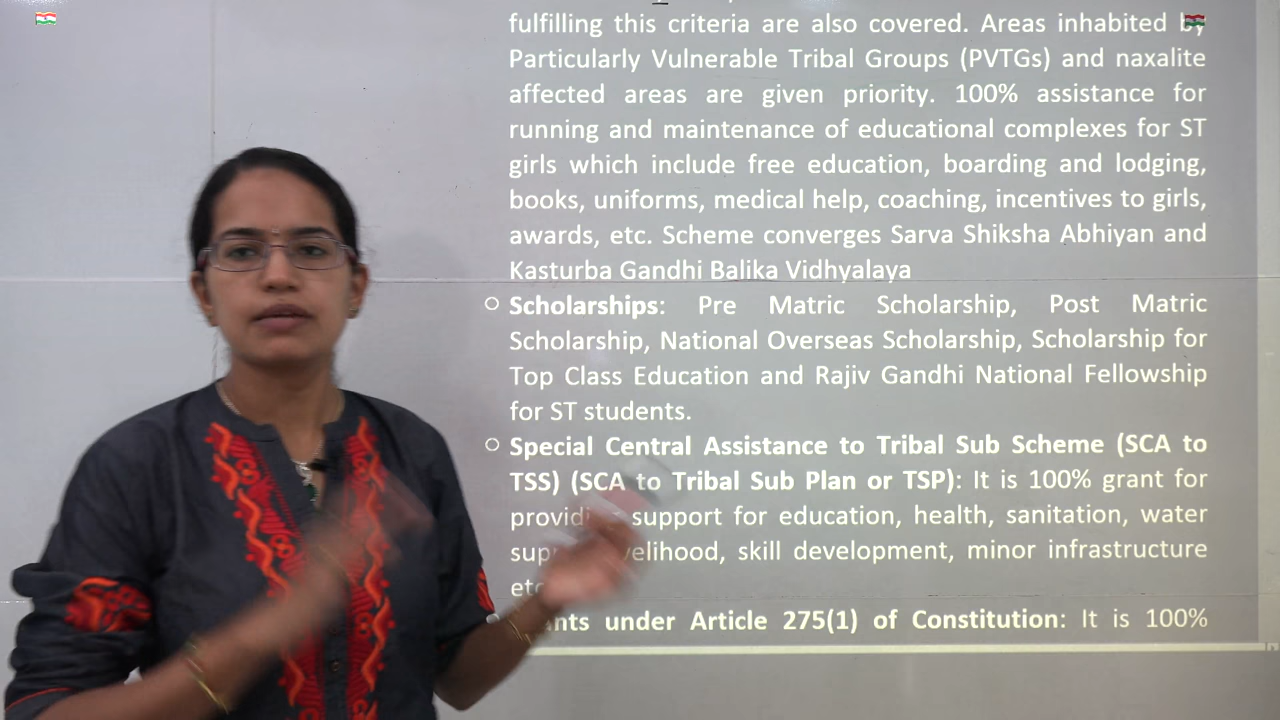 fulfilling this criteria are also covered. Areas inhabited by
Particularly Vulnerable Tribal Groups (PVTGs) and naxalite
affected areas are given priority. 100% assistance for
running and maintenance of educational complexes for ST
girls which include free education, boarding and lodging,
books, uniforms, medical help, coaching, incentives to girls,
awards, etc. Scheme converges Sarva Shiksha Abhiyan and
Kasturba Gandhi Balika Vidhyalaya
Scholarships: Pre Matric Scholarship, Post Matric
Scholarship, National Overseas Scholarship, Scholarship for
Top Class Education and Rajiv Gandhi National Fellowship
for ST students.
Special Central Assistance to Tribal Sub Scheme (SCA to
TSS) (SCA to Tribal Sub Plan or TSP): It is 100% grant for
support for education, health, sanitation, water
skill development, minor infrastructure
under Article 275(1) of Constitution: It is 100%